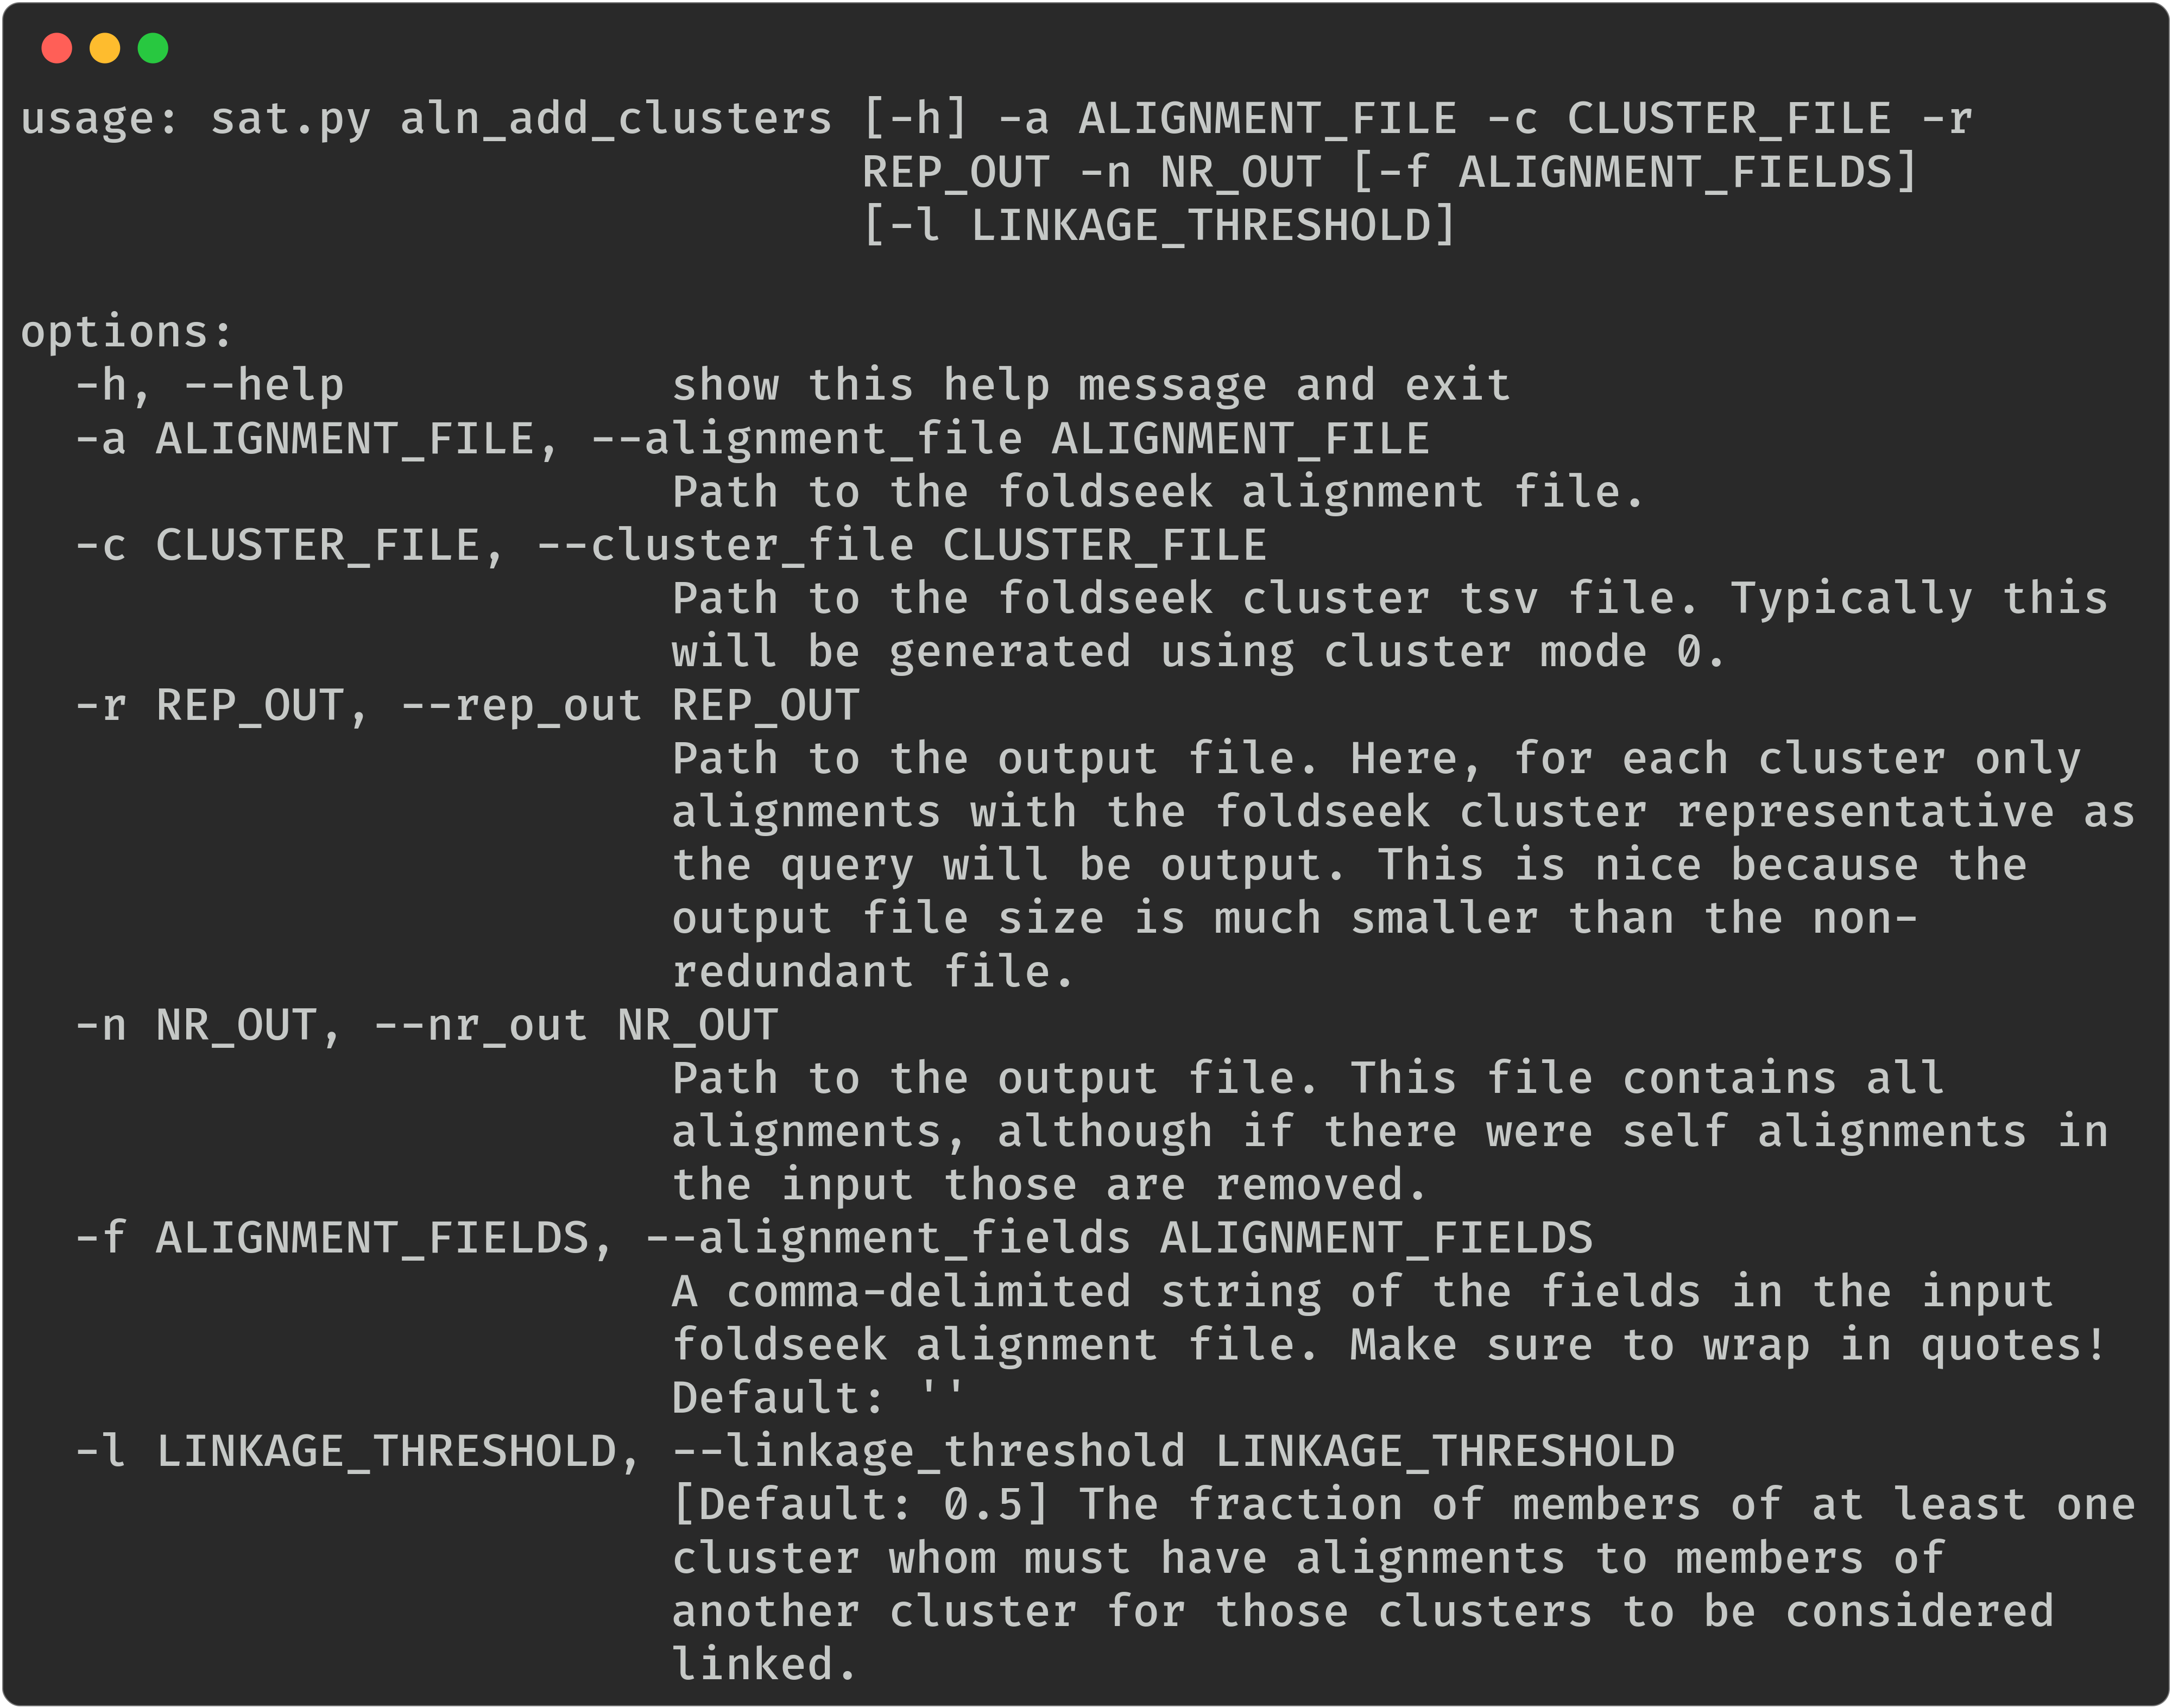 usage: sat.py aln_add_clusters [-h] -a ALIGNMENT_FILE -c CLUSTER_FILE -r
                               REP_OUT -n NR_OUT [-f ALIGNMENT_FIELDS]
                               [-l LINKAGE_THRESHOLD]

options:
  -h, --help            show this help message and exit
  -a ALIGNMENT_FILE, --alignment_file ALIGNMENT_FILE
                        Path to the foldseek alignment file.
  -c CLUSTER_FILE, --cluster_file CLUSTER_FILE
                        Path to the foldseek cluster tsv file. Typically this
                        will be generated using cluster mode 0.
  -r REP_OUT, --rep_out REP_OUT
                        Path to the output file. Here, for each cluster only
                        alignments with the foldseek cluster representative as
                        the query will be output. This is nice because the
                        output file size is much smaller than the non-
                        redundant file.
  -n NR_OUT, --nr_out NR_OUT
                        Path to the output file. This file contains all
                        alignments, although if there were self alignments in
                        the input those are removed.
  -f ALIGNMENT_FIELDS, --alignment_fields ALIGNMENT_FIELDS
                        A comma-delimited string of the fields in the input
                        foldseek alignment file. Make sure to wrap in quotes!
                        Default: ''
  -l LINKAGE_THRESHOLD, --linkage_threshold LINKAGE_THRESHOLD
                        [Default: 0.5] The fraction of members of at least one
                        cluster whom must have alignments to members of
                        another cluster for those clusters to be considered
                        linked.